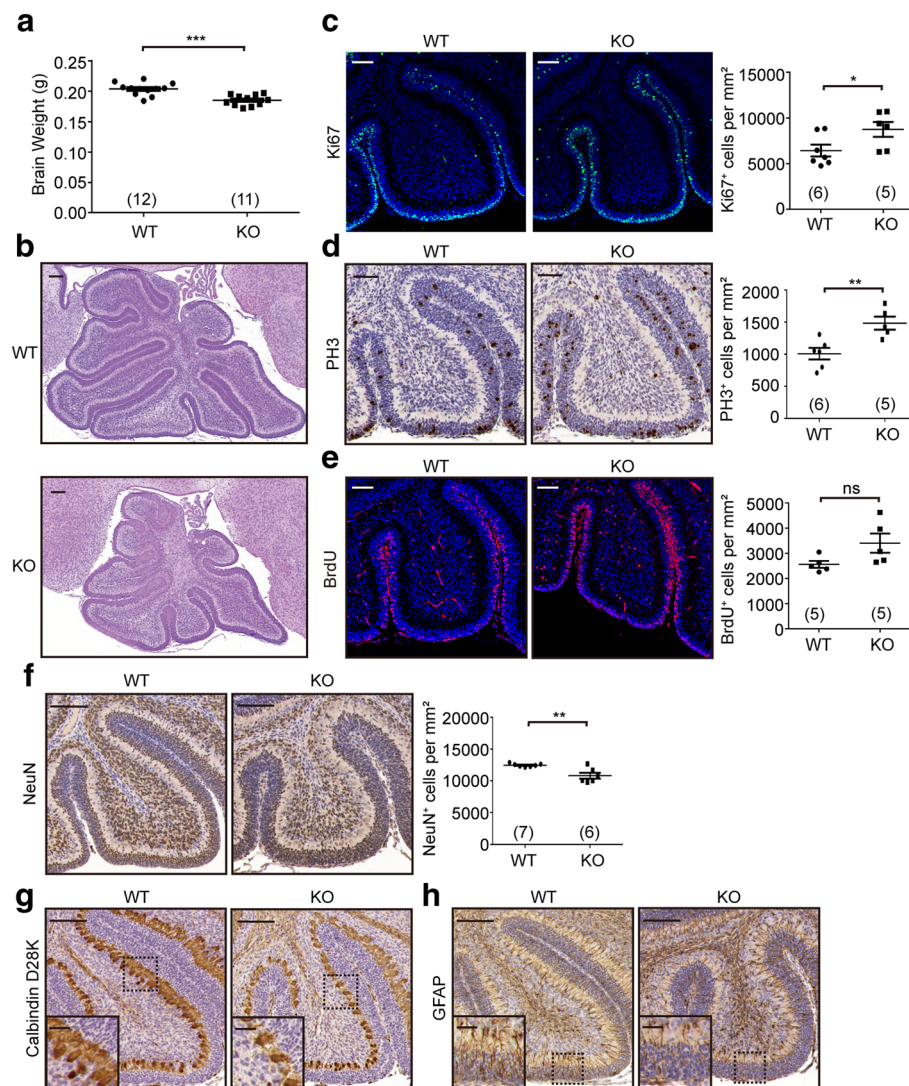 a
***
Brain Weight (g)
0.25
0.20
0.15
0.10
0.05
0.00
(12)
(11)
WT
KO
b
WT
KO
c
WT
KO
Ki67
Ki67⁺ cells per mm²
15000
10000
5000
0
*
(6)
(5)
WT
KO
d
WT
KO
PH3
PH3⁺ cells per mm²
2000
1500
1000
500
0
**
(6)
(5)
WT
KO
e
WT
KO
BrdU
BrdU⁺ cells per mm²
5000
4000
3000
2000
1000
0
ns
(5)
(5)
WT
KO
f
WT
KO
NeuN
NeuN⁺ cells per mm²
20000
15000
10000
5000
0
**
(7)
(6)
WT
KO
g
WT
KO
Calbindin D28K
h
WT
KO
GFAP